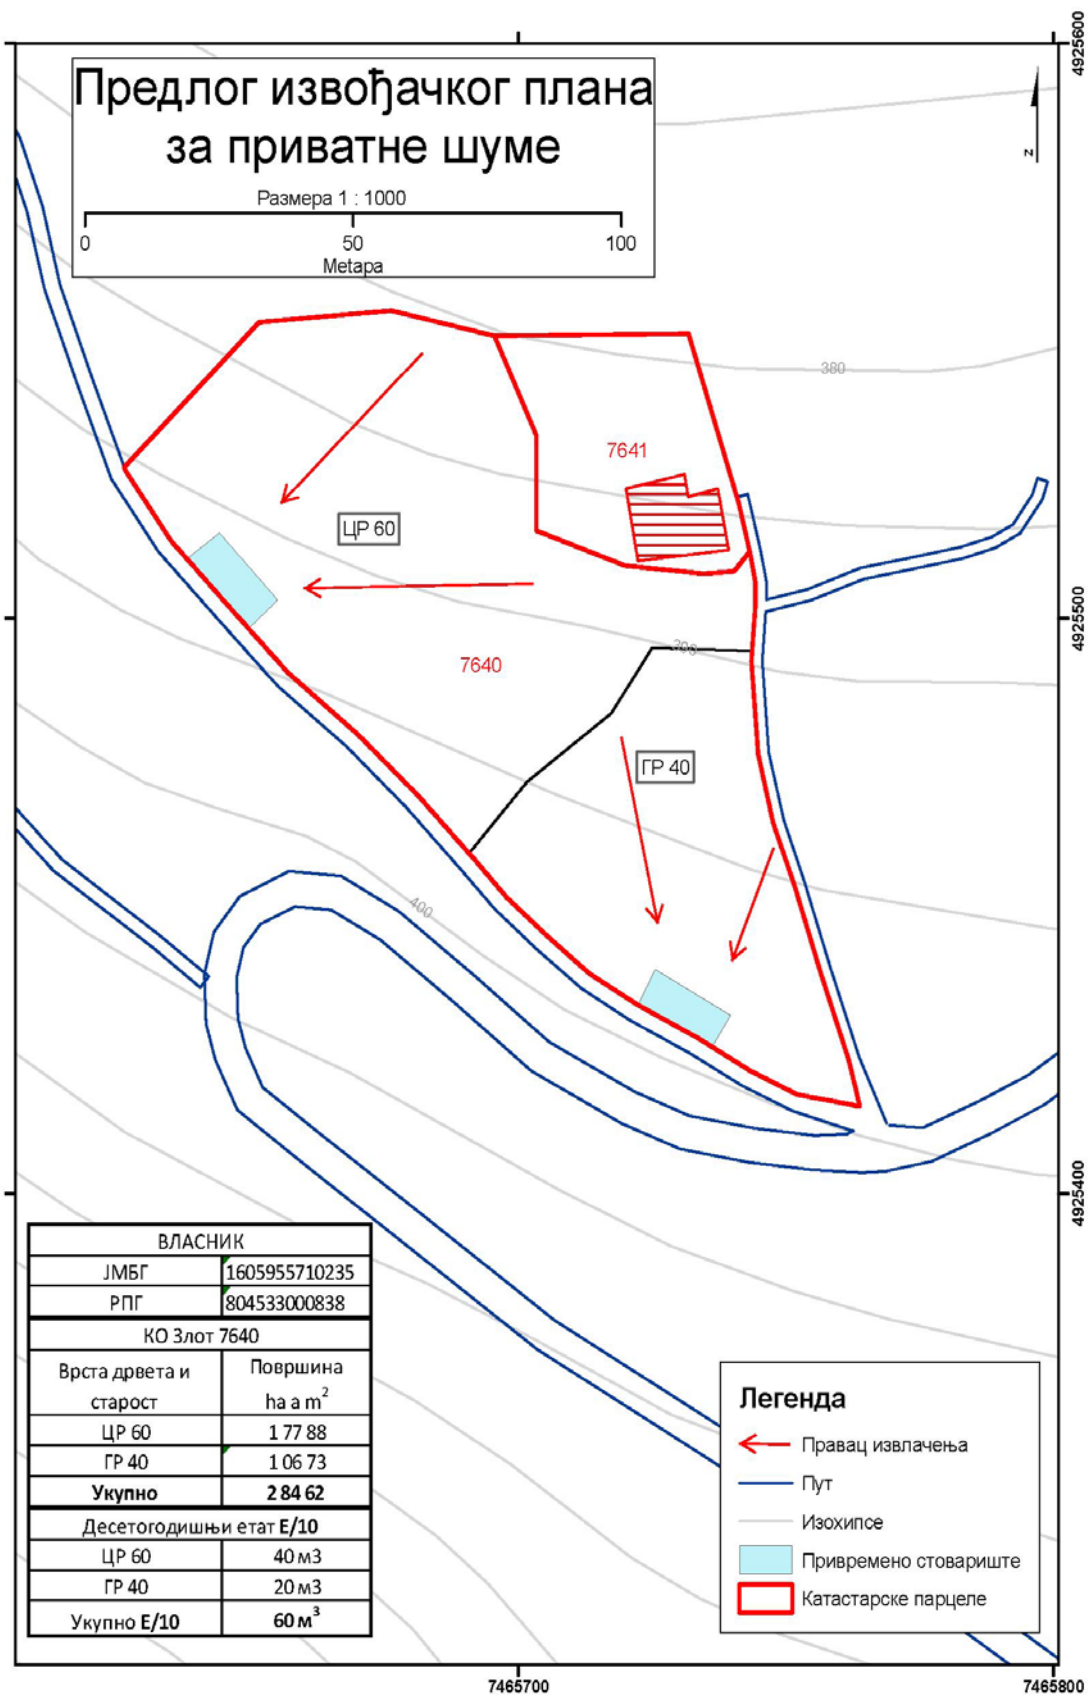 Предлог извођачког плана
за приватне шуме
Размера 1 : 1000
0 50 100
Метара
4925600
z
380
7641
ЦР 60
4925500
7640
390
ГР 40
400
4925400
ВЛАСНИК
ЈМБГ 1605955710235
РПГ 804533000838
КО Злот 7640
Врста дрвета и старост Површина ha a m²
ЦР 60 1 77 88
ГР 40 1 06 73
Укупно 2 84 62
Десетогодишњи етат Е/10
ЦР 60 40 м3
ГР 40 20 м3
Укупно Е/10 60 м³
Легенда
Правац извлачења
Пут
Изохипсе
Привремено стовариште
Катастарске парцеле
7465700 7465800